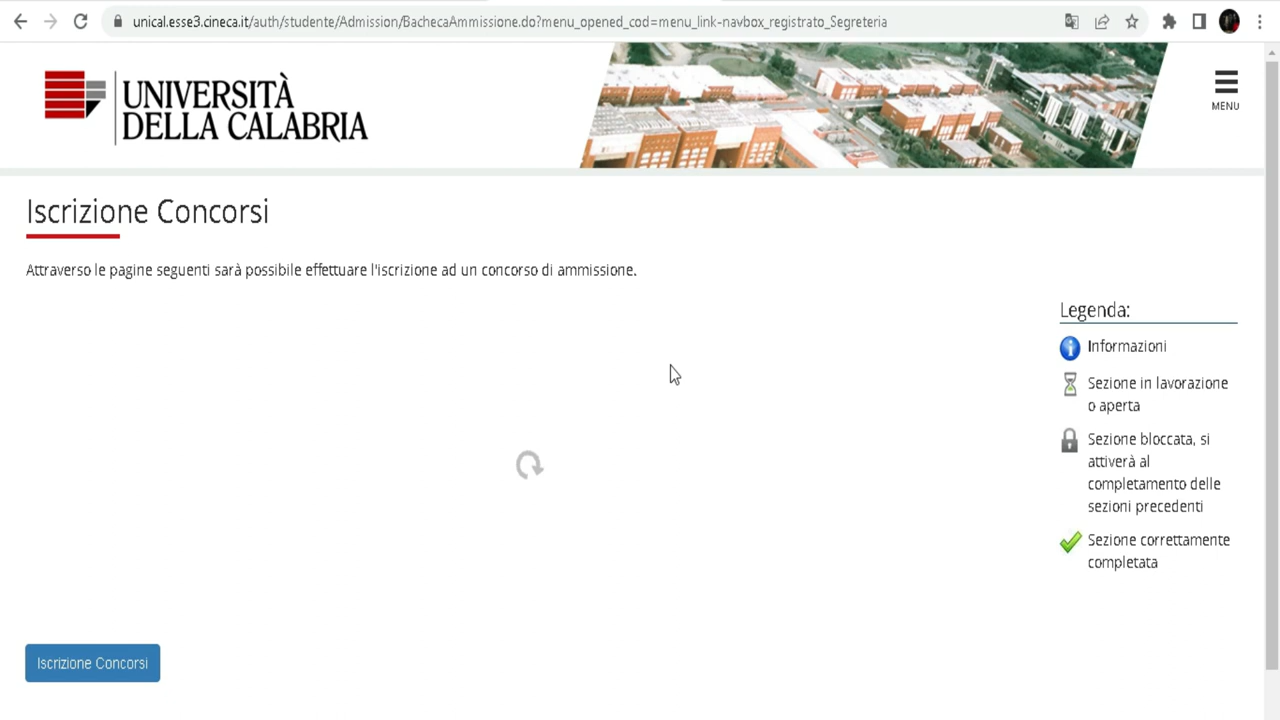 unical.esse3.cineca.it/auth/studente/Admission/BachecaAmmissione.do?menu_opened_cod=menu_link-navbox_registrato_Segreteria
UNIVERSITÀ
DELLA CALABRIA
MENU
Iscrizione Concorsi
Attraverso le pagine seguenti sarà possibile effettuare l'iscrizione ad un concorso di ammissione.
Legenda:
Informazioni
Sezione in lavorazione
o aperta
Sezione bloccata, si
attiverà al
completamento delle
sezioni precedenti
Sezione correttamente
completata
Iscrizione Concorsi